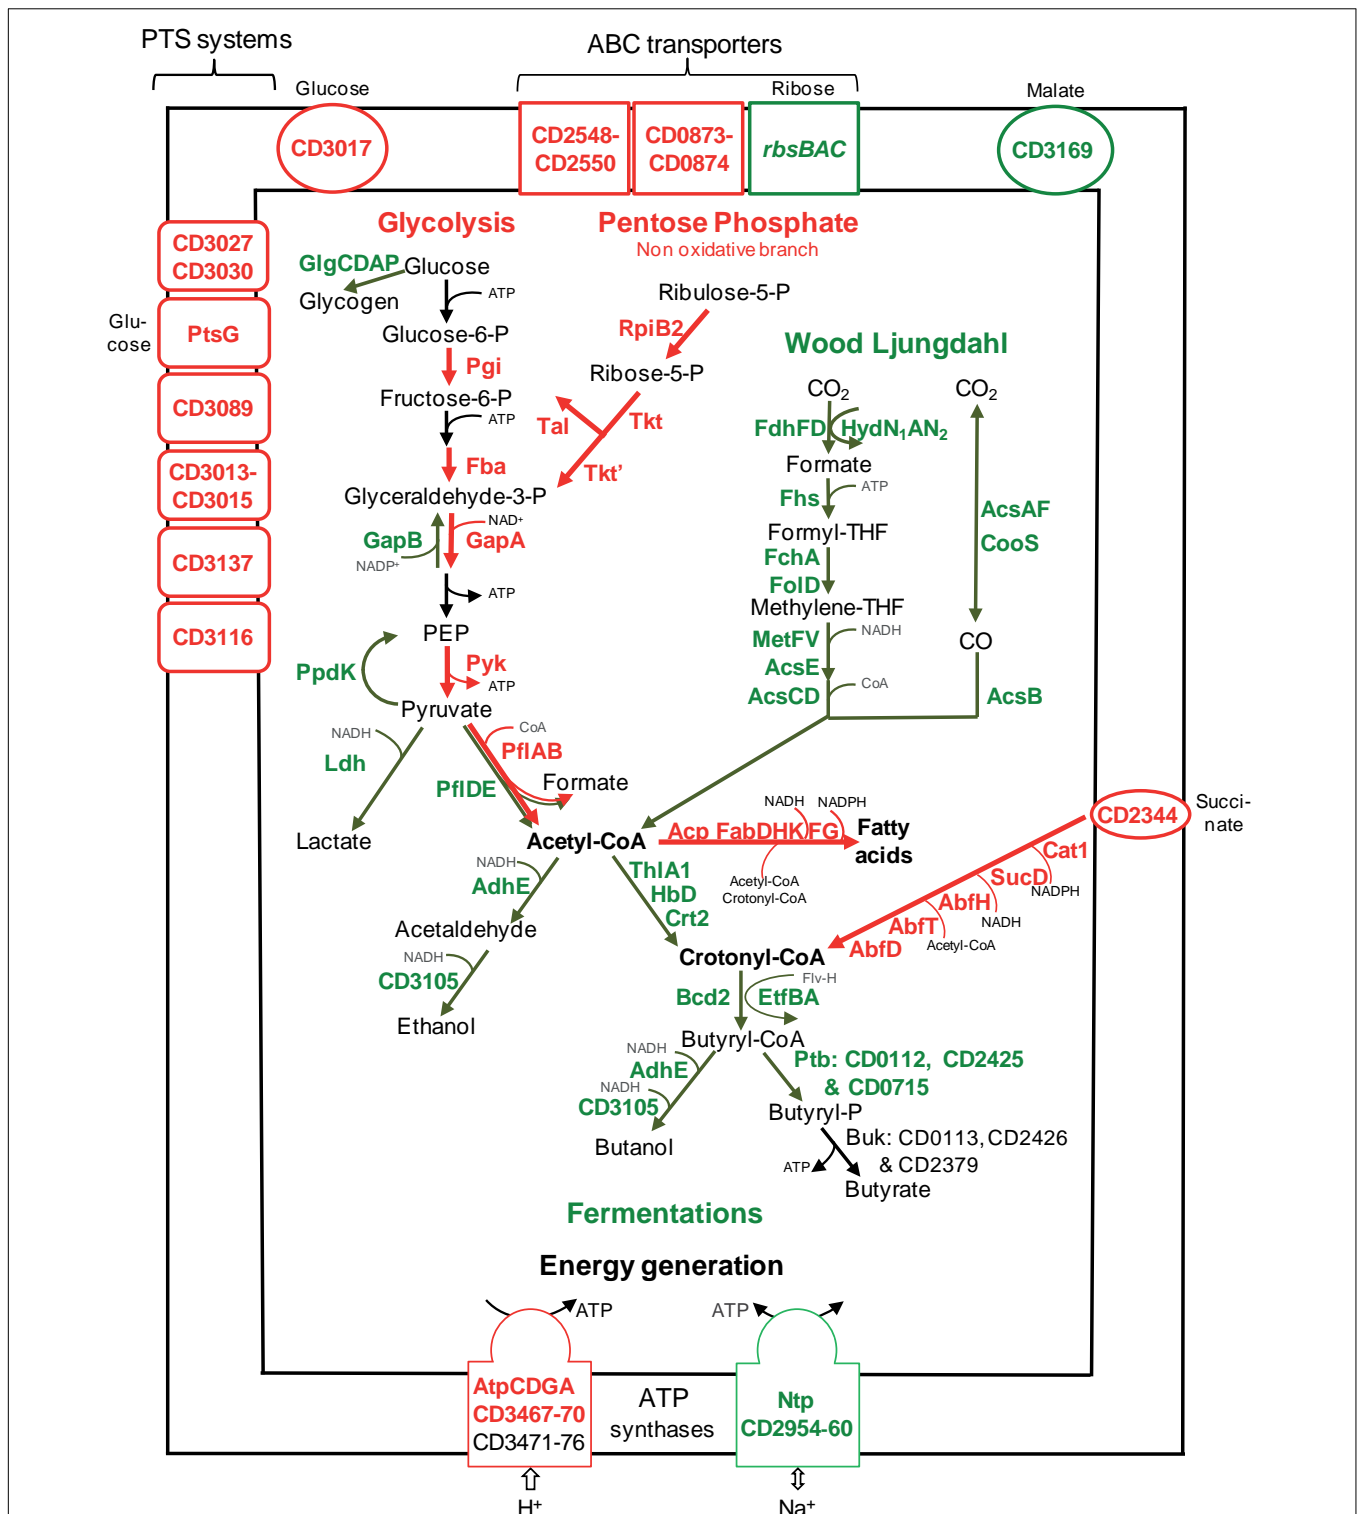 PTS systems
ABC transporters
Glucose
Ribose
Malate
CD3017
CD2548-
CD2550
CD0873-
CD0874
rbsBAC
CD3169
CD3027
CD3030
Glu-
cose
PtsG
CD3089
CD3013-
CD3015
CD3137
CD3116
Glycolysis
GlgCDAP
Glucose
Glycogen
ATP
Glucose-6-P
Pgi
Fructose-6-P
ATP
Fba
Glyceraldehyde-3-P
NAD+
GapB
GapA
NADP+
ATP
PEP
PpdK
Pyk
ATP
Pyruvate
Pentose Phosphate
Non oxidative branch
Ribulose-5-P
RpiB2
Ribose-5-P
Tal
Tkt
Tkt'
Wood Ljungdahl
CO2
CO2
FdhFD
HydN1AN2
Formate
Fhs
ATP
Formyl-THF
AcsAF
CooS
FchA
FolD
Methylene-THF
MetFV
NADH
CO
AcsE
AcsCD
CoA
AcsB
NADH
Ldh
Lactate
CoA
PflAB
PflDE
Formate
Acetyl-CoA
NADH
NADPH
Acp FabDHK FG
Fatty
acids
Acetyl-CoA
Crotonyl-CoA
CD2344
Succi-
nate
Cat1
SucD
NADPH
AbfH
NADH
AbfT
Acetyl-CoA
AbfD
NADH
AdhE
Acetaldehyde
NADH
CD3105
Ethanol
ThlA1
HbD
Crt2
Crotonyl-CoA
Flv-H
Bcd2
EtfBA
Butyryl-CoA
NADH
AdhE
NADH
CD3105
Butanol
Ptb: CD0112, CD2425
& CD0715
Butyryl-P
Buk: CD0113, CD2426
& CD2379
ATP
Butyrate
Fermentations
Energy generation
ATP
ATP
AtpCDGA
CD3467-70
CD3471-76
ATP
synthases
Ntp
CD2954-60
H+
Na+